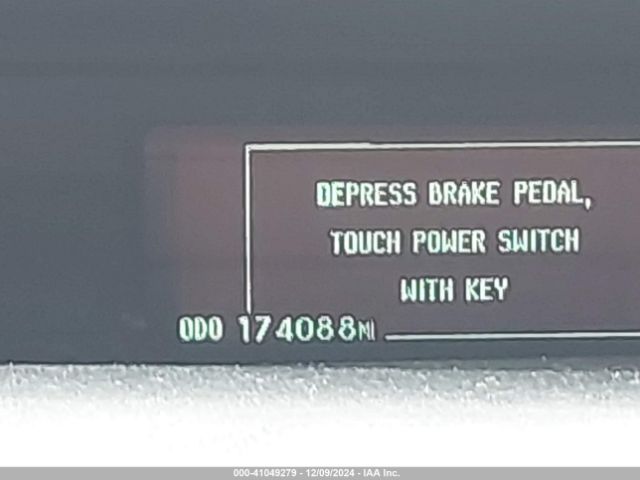 DEPRESS BRAKE PEDAL,
TOUCH POWER SWITCH
WITH KEY
ODO 174088MI
000-41049279 - 12/09/2024 - IAA Inc.